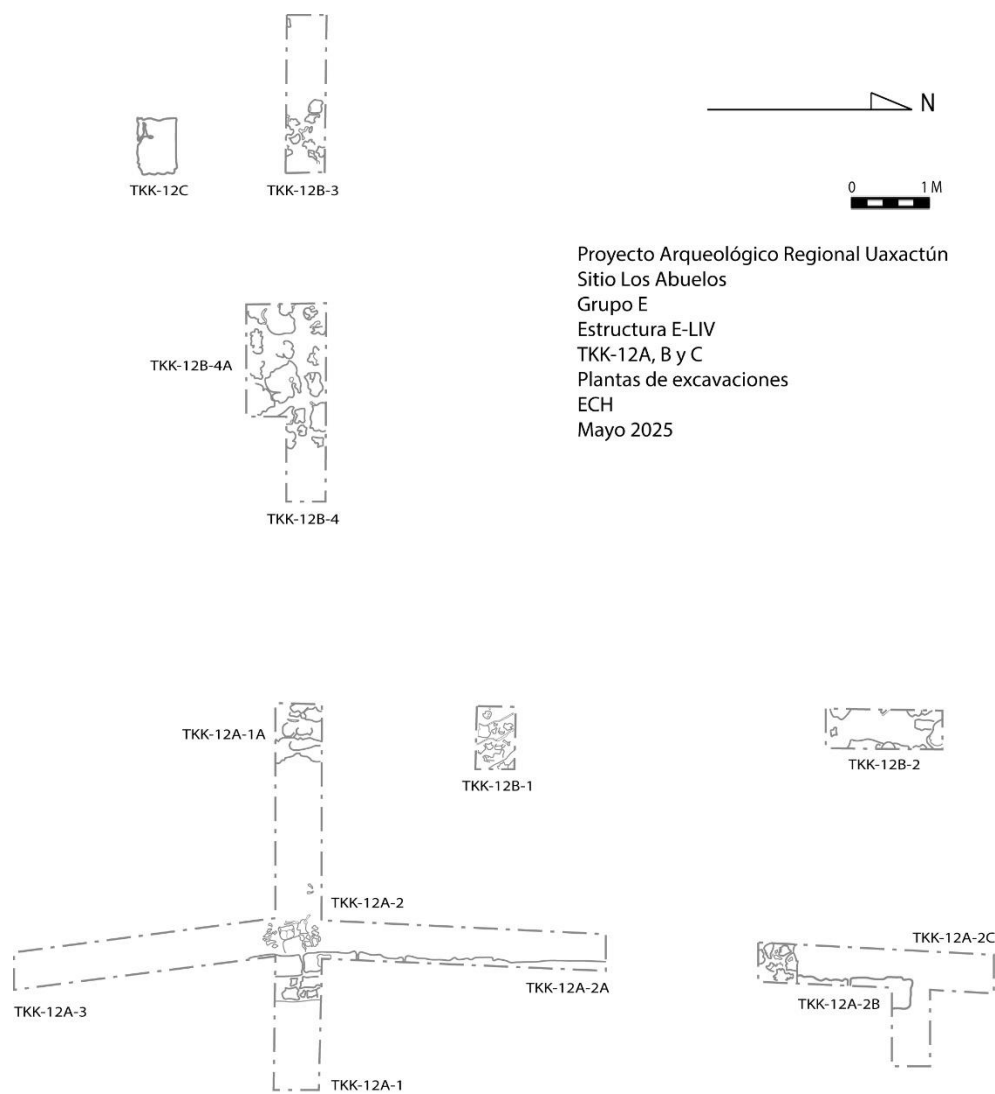 N
TKK-12C
TKK-12B-3
0 1 M
Proyecto Arqueológico Regional Uaxactún
Sitio Los Abuelos
Grupo E
Estructura E-LIV
TKK-12A, B y C
Plantas de excavaciones
ECH
Mayo 2025
TKK-12B-4A
TKK-12B-4
TKK-12A-1A
TKK-12B-1
TKK-12B-2
TKK-12A-2
TKK-12A-2C
TKK-12A-3
TKK-12A-2A
TKK-12A-2B
TKK-12A-1